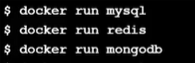 $ docker run mysql
$ docker run redis
$ docker run mongodb